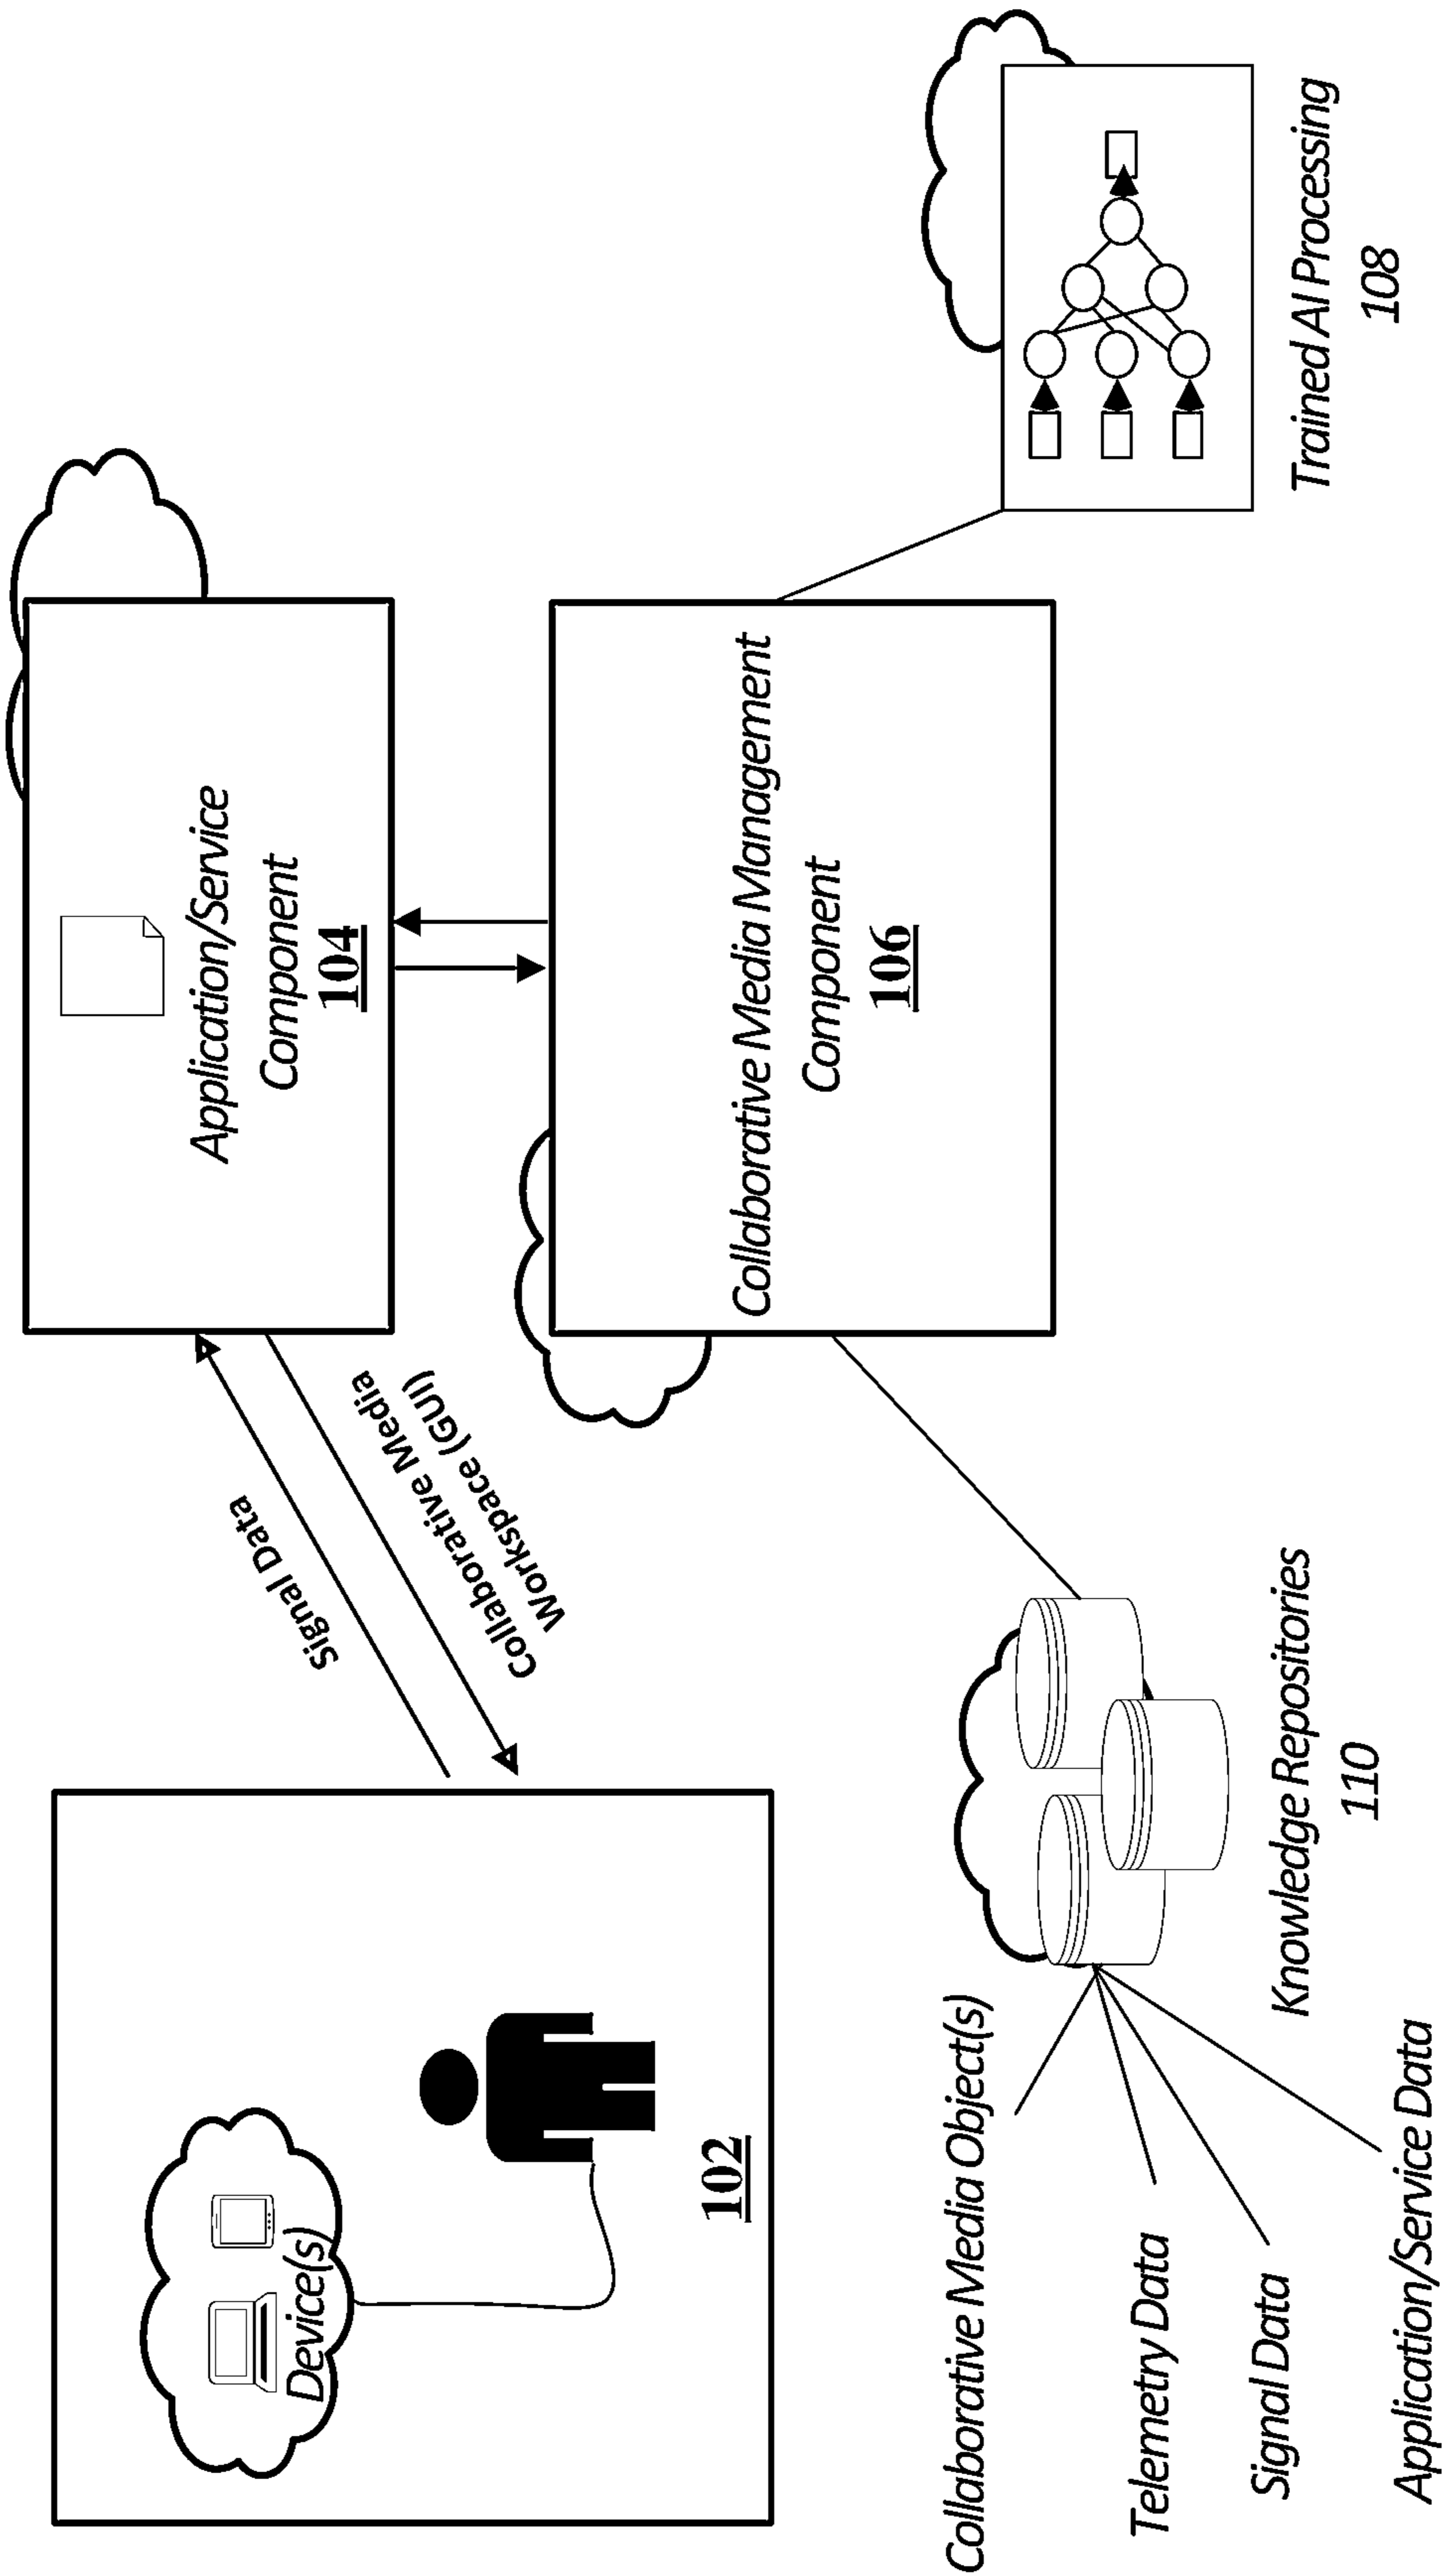 Device(s)
102
Signal Data
Collaborative Media
Workspace (GUI)
Application/Service
Component
104
Collaborative Media Management
Component
106
Collaborative Media Object(s)
Telemetry Data
Signal Data
Application/Service Data
Knowledge Repositories
110
Trained AI Processing
108